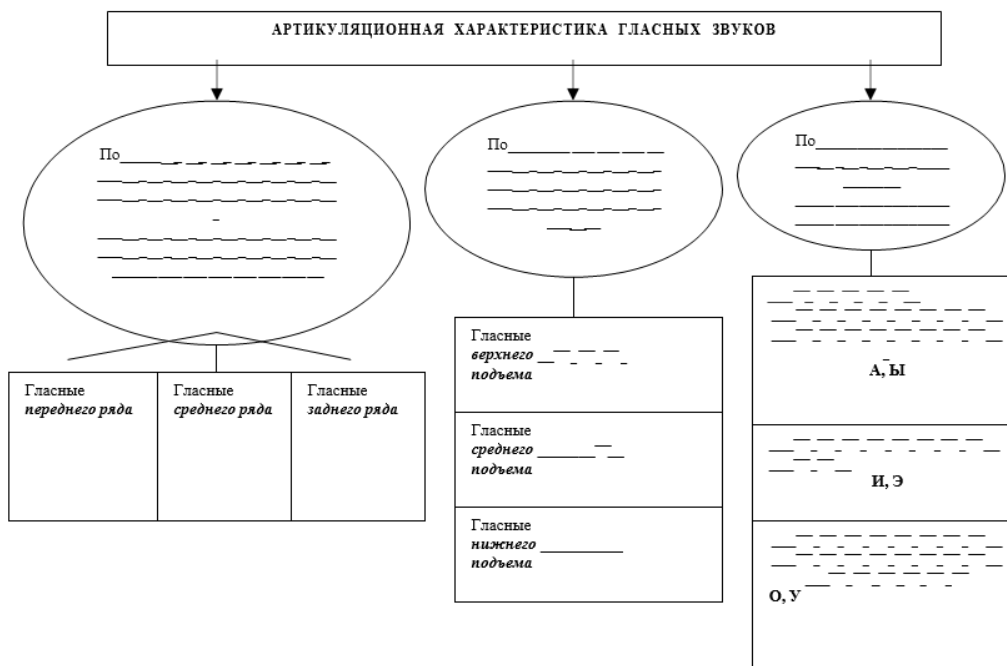 АРТИКУЛЯЦИОННАЯ ХАРАКТЕРИСТИКА ГЛАСНЫХ ЗВУКОВ
По
По
По
Гласные
переднего ряда
Гласные
среднего ряда
Гласные
заднего ряда
Гласные
верхнего
подъема
Гласные
среднего
подъема
Гласные
нижнего
подъема
А, Ы
И, Э
О, У